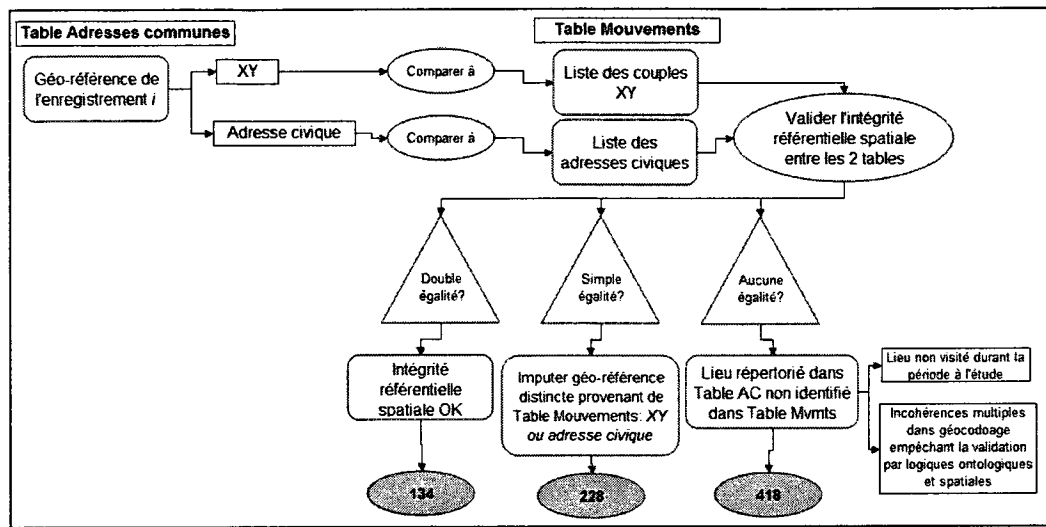 Table Adresses communes
Table Mouvements
Géo-référence de
l'enregistrement i
XY
Comparer à
Liste des couples
XY
Adresse civique
Comparer à
Liste des
adresses civiques
Valider l'intégrité
référentielle spatiale
entre les 2 tables
Double
égalité?
Simple
égalité?
Aucune
égalité?
Intégrité
référentielle
spatiale OK
Imputer géo-référence
distincte provenant de
Table Mouvements: XY
ou adresse civique
Lieu répertorié dans
Table AC non identifié
dans Table Mvmts
Lieu non visité durant la
période à l'étude
Incohérences multiples
dans géocodoage
empêchant la validation
par logiques ontologiques
et spatiales
134
228
418